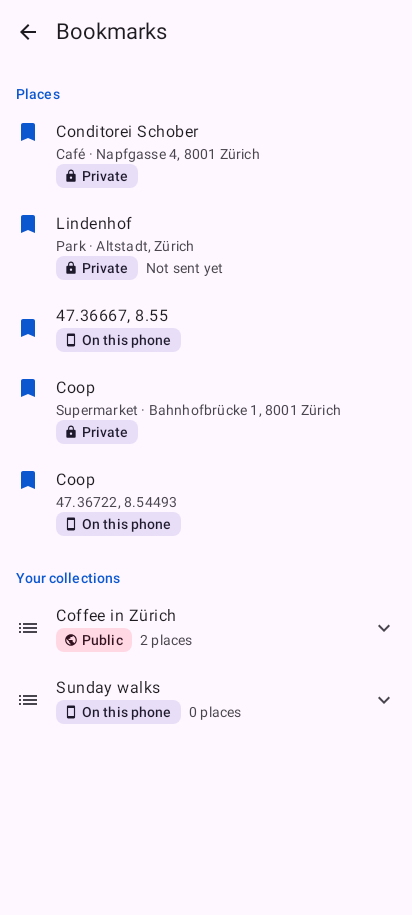 Bookmarks
Places
Conditorei Schober
Café · Napfgasse 4, 8001 Zürich
Private
Lindenhof
Park · Altstadt, Zürich
Private Not sent yet
47.36667, 8.55
On this phone
Coop
Supermarket · Bahnhofbrücke 1, 8001 Zürich
Private
Coop
47.36722, 8.54493
On this phone
Your collections
Coffee in Zürich
Public 2 places
Sunday walks
On this phone 0 places